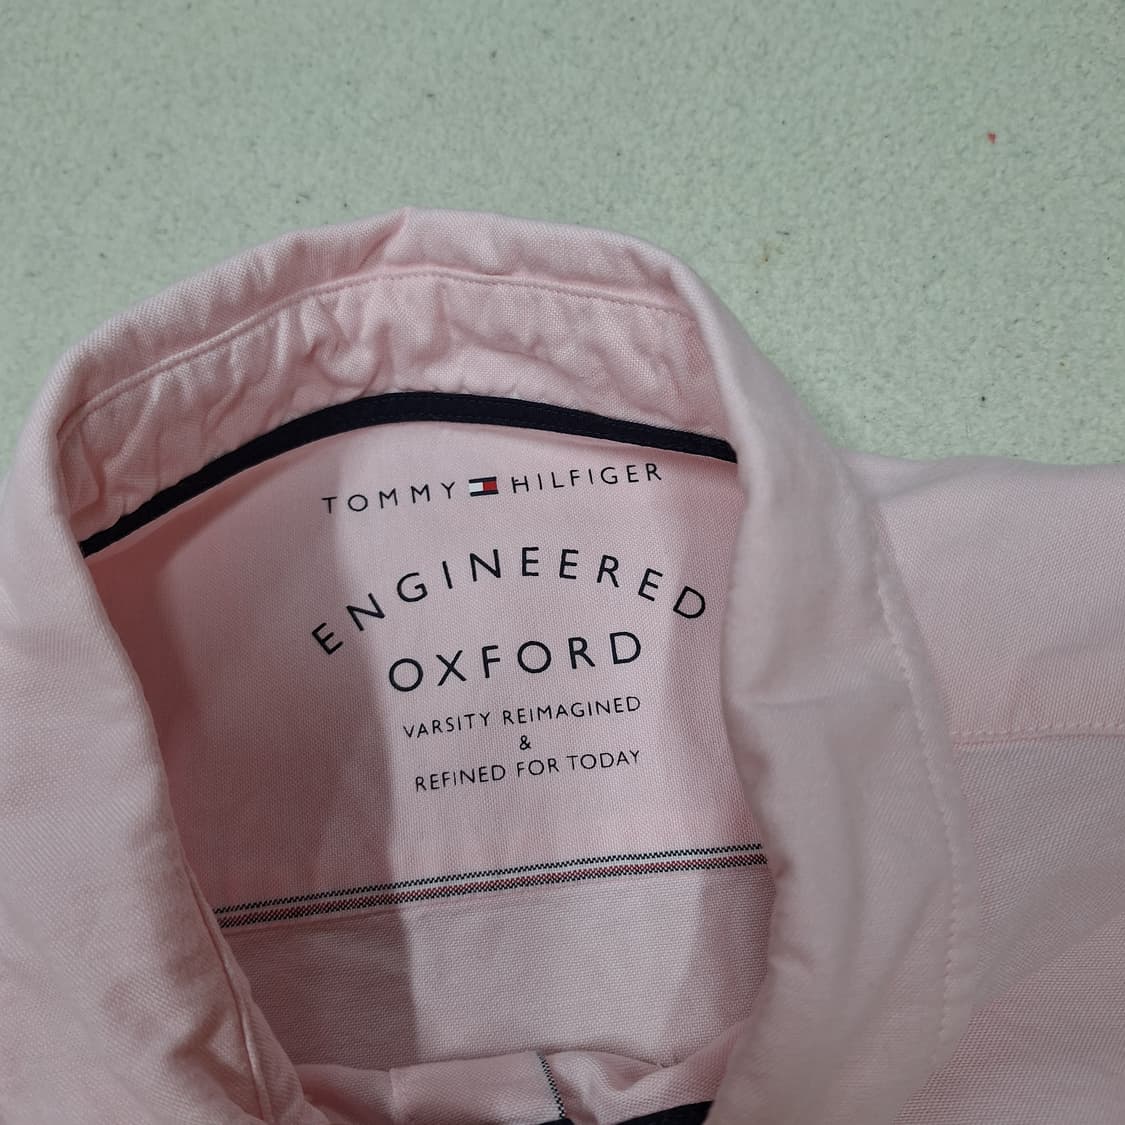 TOMMY HILFIGER
ENGINEERED
OXFORD
VARSITY REIMAGINED
&
REFINED FOR TODAY